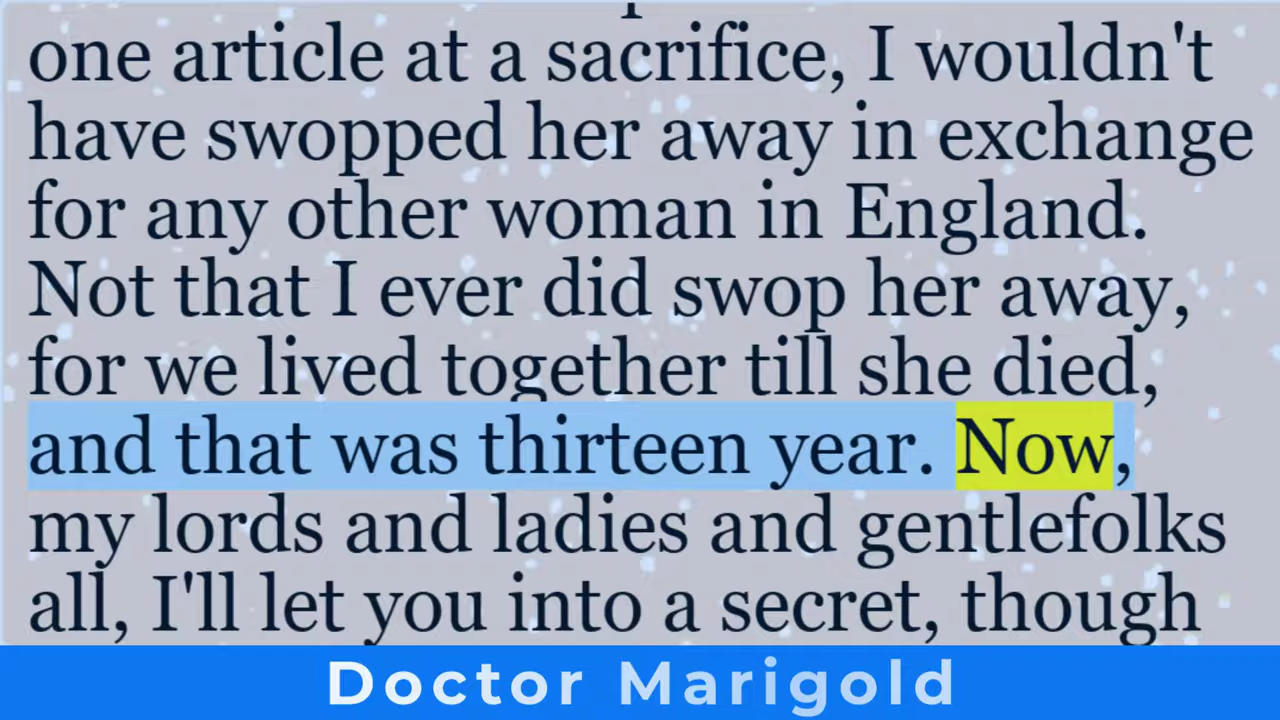 one article at a sacrifice, I wouldn't
have swopped her away in exchange
for any other woman in England.
Not that I ever did swop her away,
for we lived together till she died,
and that was thirteen year. Now,
my lords and ladies and gentlefolks
all, I'll let you into a secret, though
Doctor Marigold